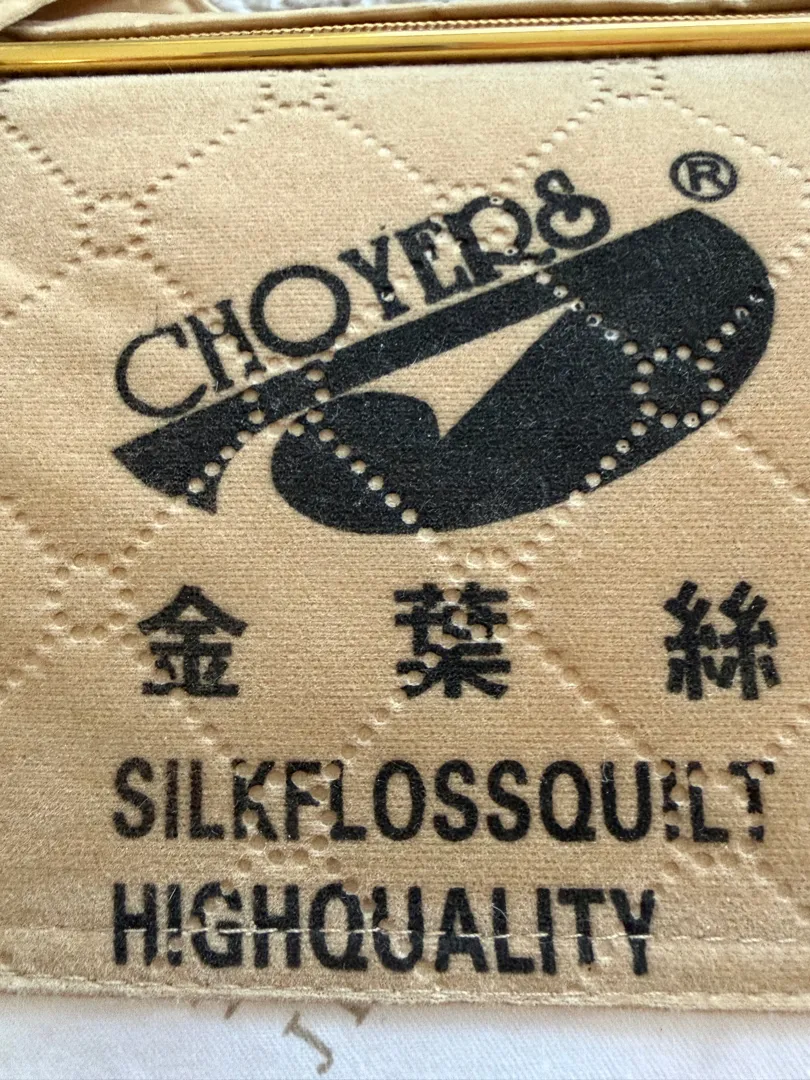 CHOYERS ®
金葉絲
SILKFLOSSQUILT
HIGHQUALITY
J